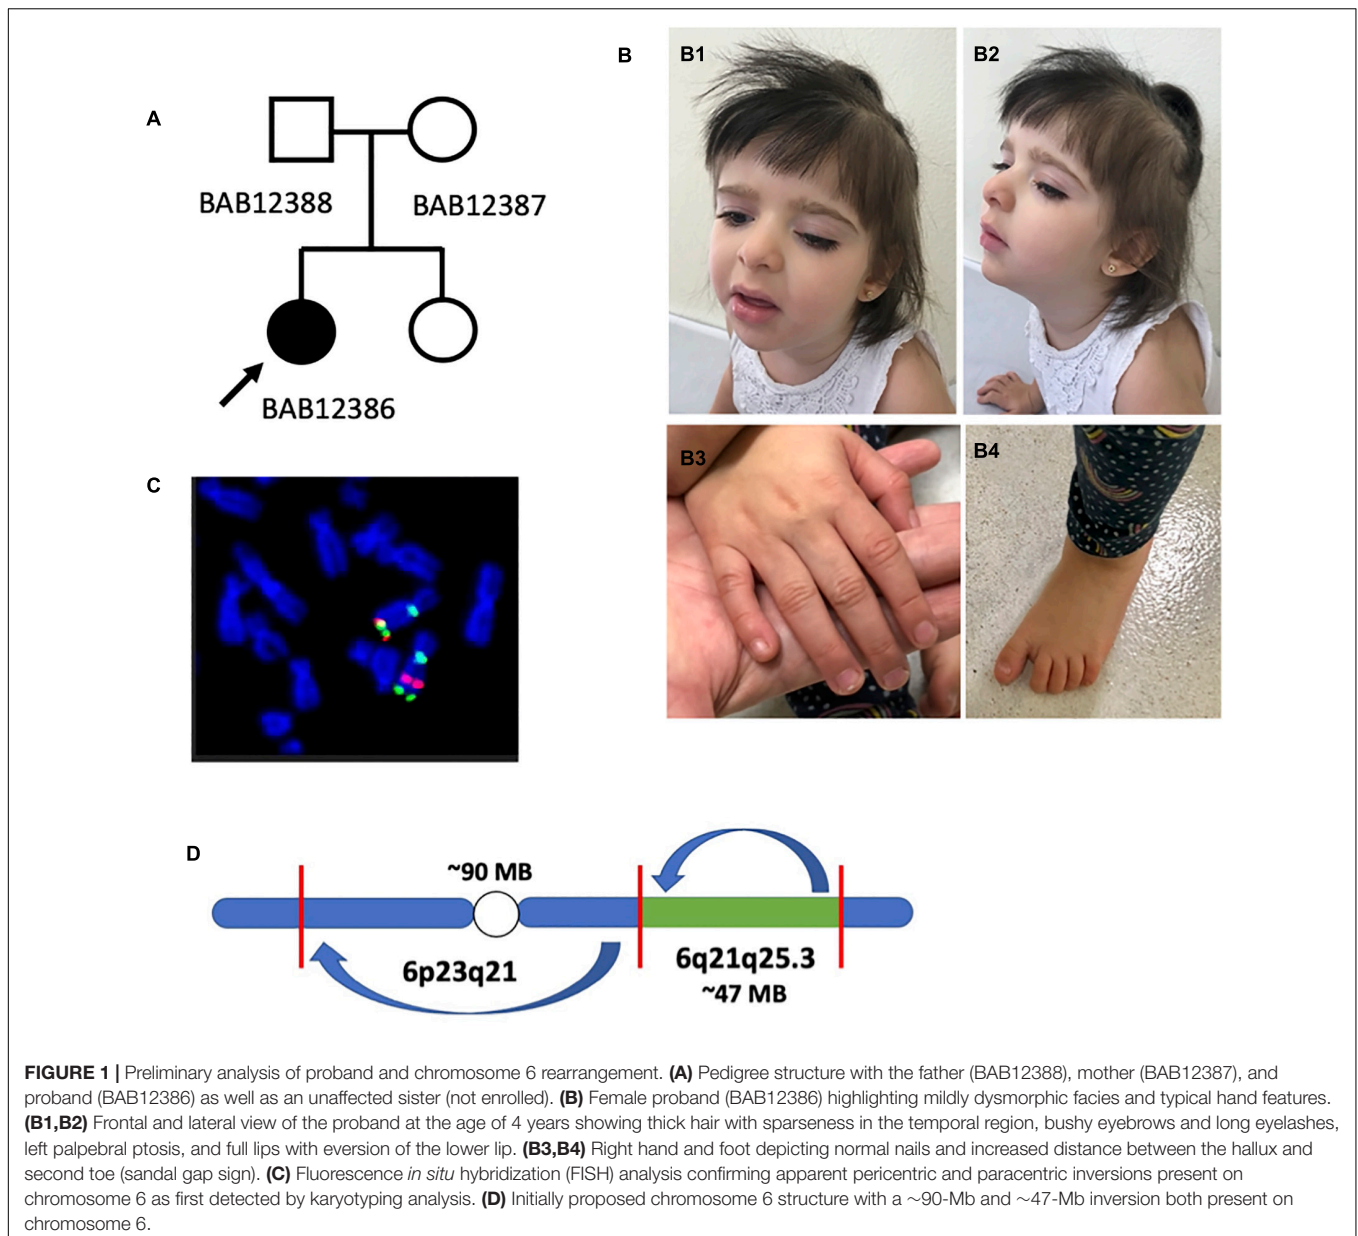 A
BAB12388
BAB12387
BAB12386
B
B1
B2
B3
B4
C
D
~90 MB
6p23q21
6q21q25.3
~47 MB
FIGURE 1 | Preliminary analysis of proband and chromosome 6 rearrangement. (A) Pedigree structure with the father (BAB12388), mother (BAB12387), and
proband (BAB12386) as well as an unaffected sister (not enrolled). (B) Female proband (BAB12386) highlighting mildly dysmorphic facies and typical hand features.
(B1,B2) Frontal and lateral view of the proband at the age of 4 years showing thick hair with sparseness in the temporal region, bushy eyebrows and long eyelashes,
left palpebral ptosis, and full lips with eversion of the lower lip. (B3,B4) Right hand and foot depicting normal nails and increased distance between the hallux and
second toe (sandal gap sign). (C) Fluorescence in situ hybridization (FISH) analysis confirming apparent pericentric and paracentric inversions present on
chromosome 6 as first detected by karyotyping analysis. (D) Initially proposed chromosome 6 structure with a ~90-Mb and ~47-Mb inversion both present on
chromosome 6.